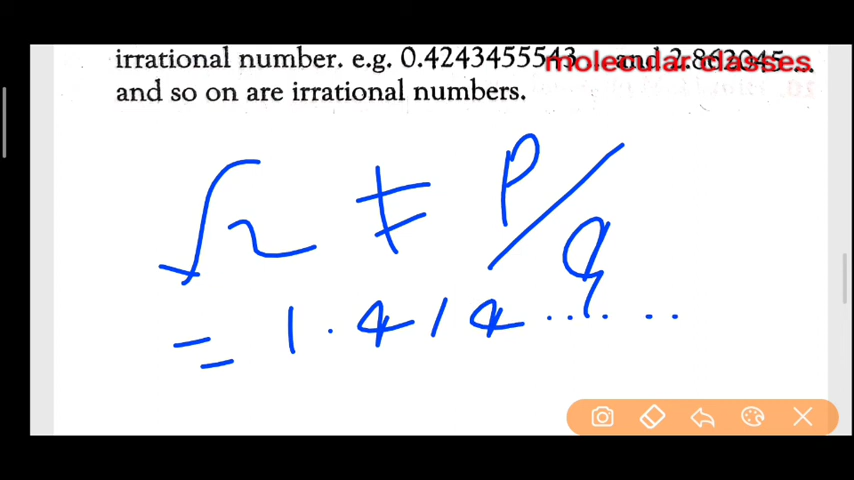 irrational number. e.g. 0.4243455543 and 2.862045 ...
molecular classes
and so on are irrational numbers.
√2 ≠ p/q
= 1.414 .... ..